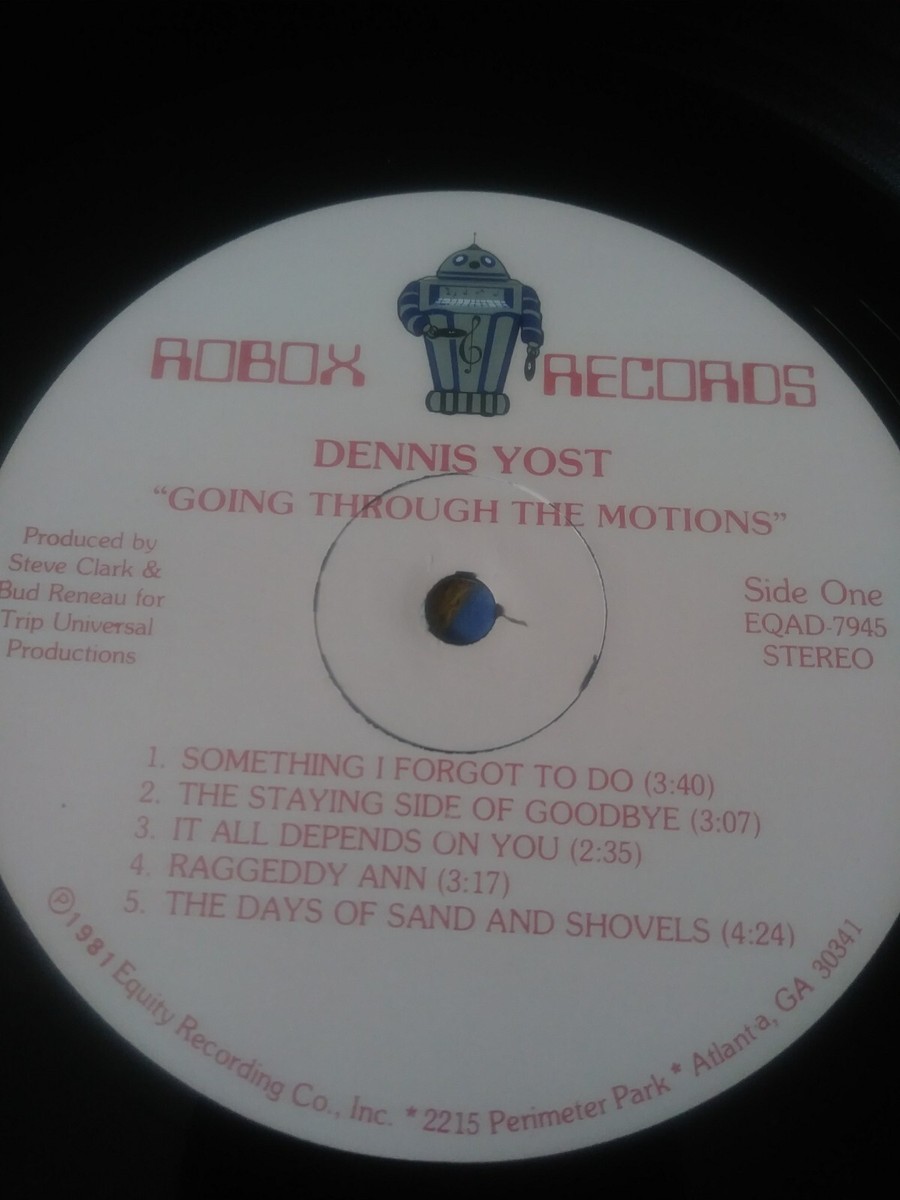 ROBOX RECORDS
DENNIS YOST
“GOING THROUGH THE MOTIONS”
Produced by
Steve Clark &
Bud Reneau for
Trip Universal
Productions
Side One
EQAD-7945
STEREO
1. SOMETHING I FORGOT TO DO (3:40)
2. THE STAYING SIDE OF GOODBYE (3:07)
3. IT ALL DEPENDS ON YOU (2:35)
4. RAGGEDDY ANN (3:17)
5. THE DAYS OF SAND AND SHOVELS (4:24)
℗1981 Equity Recording Co., Inc. * 2215 Perimeter Park * Atlanta, GA 30341